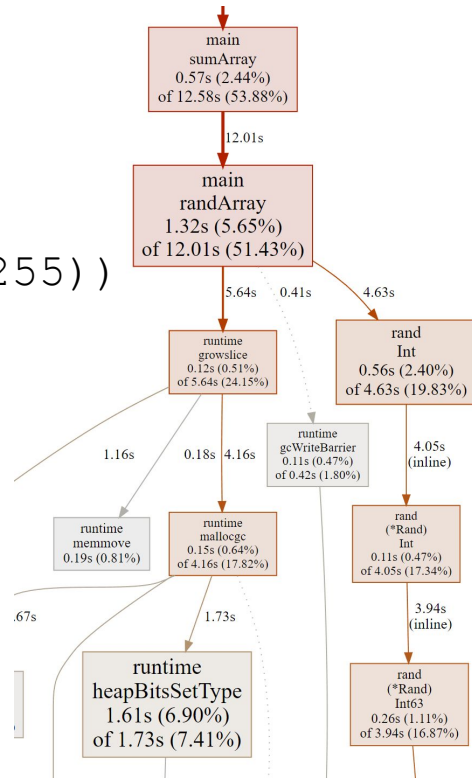 main
sumArray
0.57s (2.44%)
of 12.58s (53.88%)
12.01s
main
randArray
1.32s (5.65%)
of 12.01s (51.43%)
255))
5.64s
0.41s
4.63s
runtime
growslice
0.12s (0.51%)
of 5.64s (24.15%)
rand
Int
0.56s (2.40%)
of 4.63s (19.83%)
1.16s
0.18s
4.16s
runtime
gcWriteBarrier
0.11s (0.47%)
of 0.42s (1.80%)
4.05s
(inline)
runtime
memmove
0.19s (0.81%)
runtime
mallocgc
0.15s (0.64%)
of 4.16s (17.82%)
rand
(*Rand)
Int
0.11s (0.47%)
of 4.05s (17.34%)
.67s
1.73s
3.94s
(inline)
runtime
heapBitsSetType
1.61s (6.90%)
of 1.73s (7.41%)
rand
(*Rand)
Int63
0.26s (1.11%)
of 3.94s (16.87%)